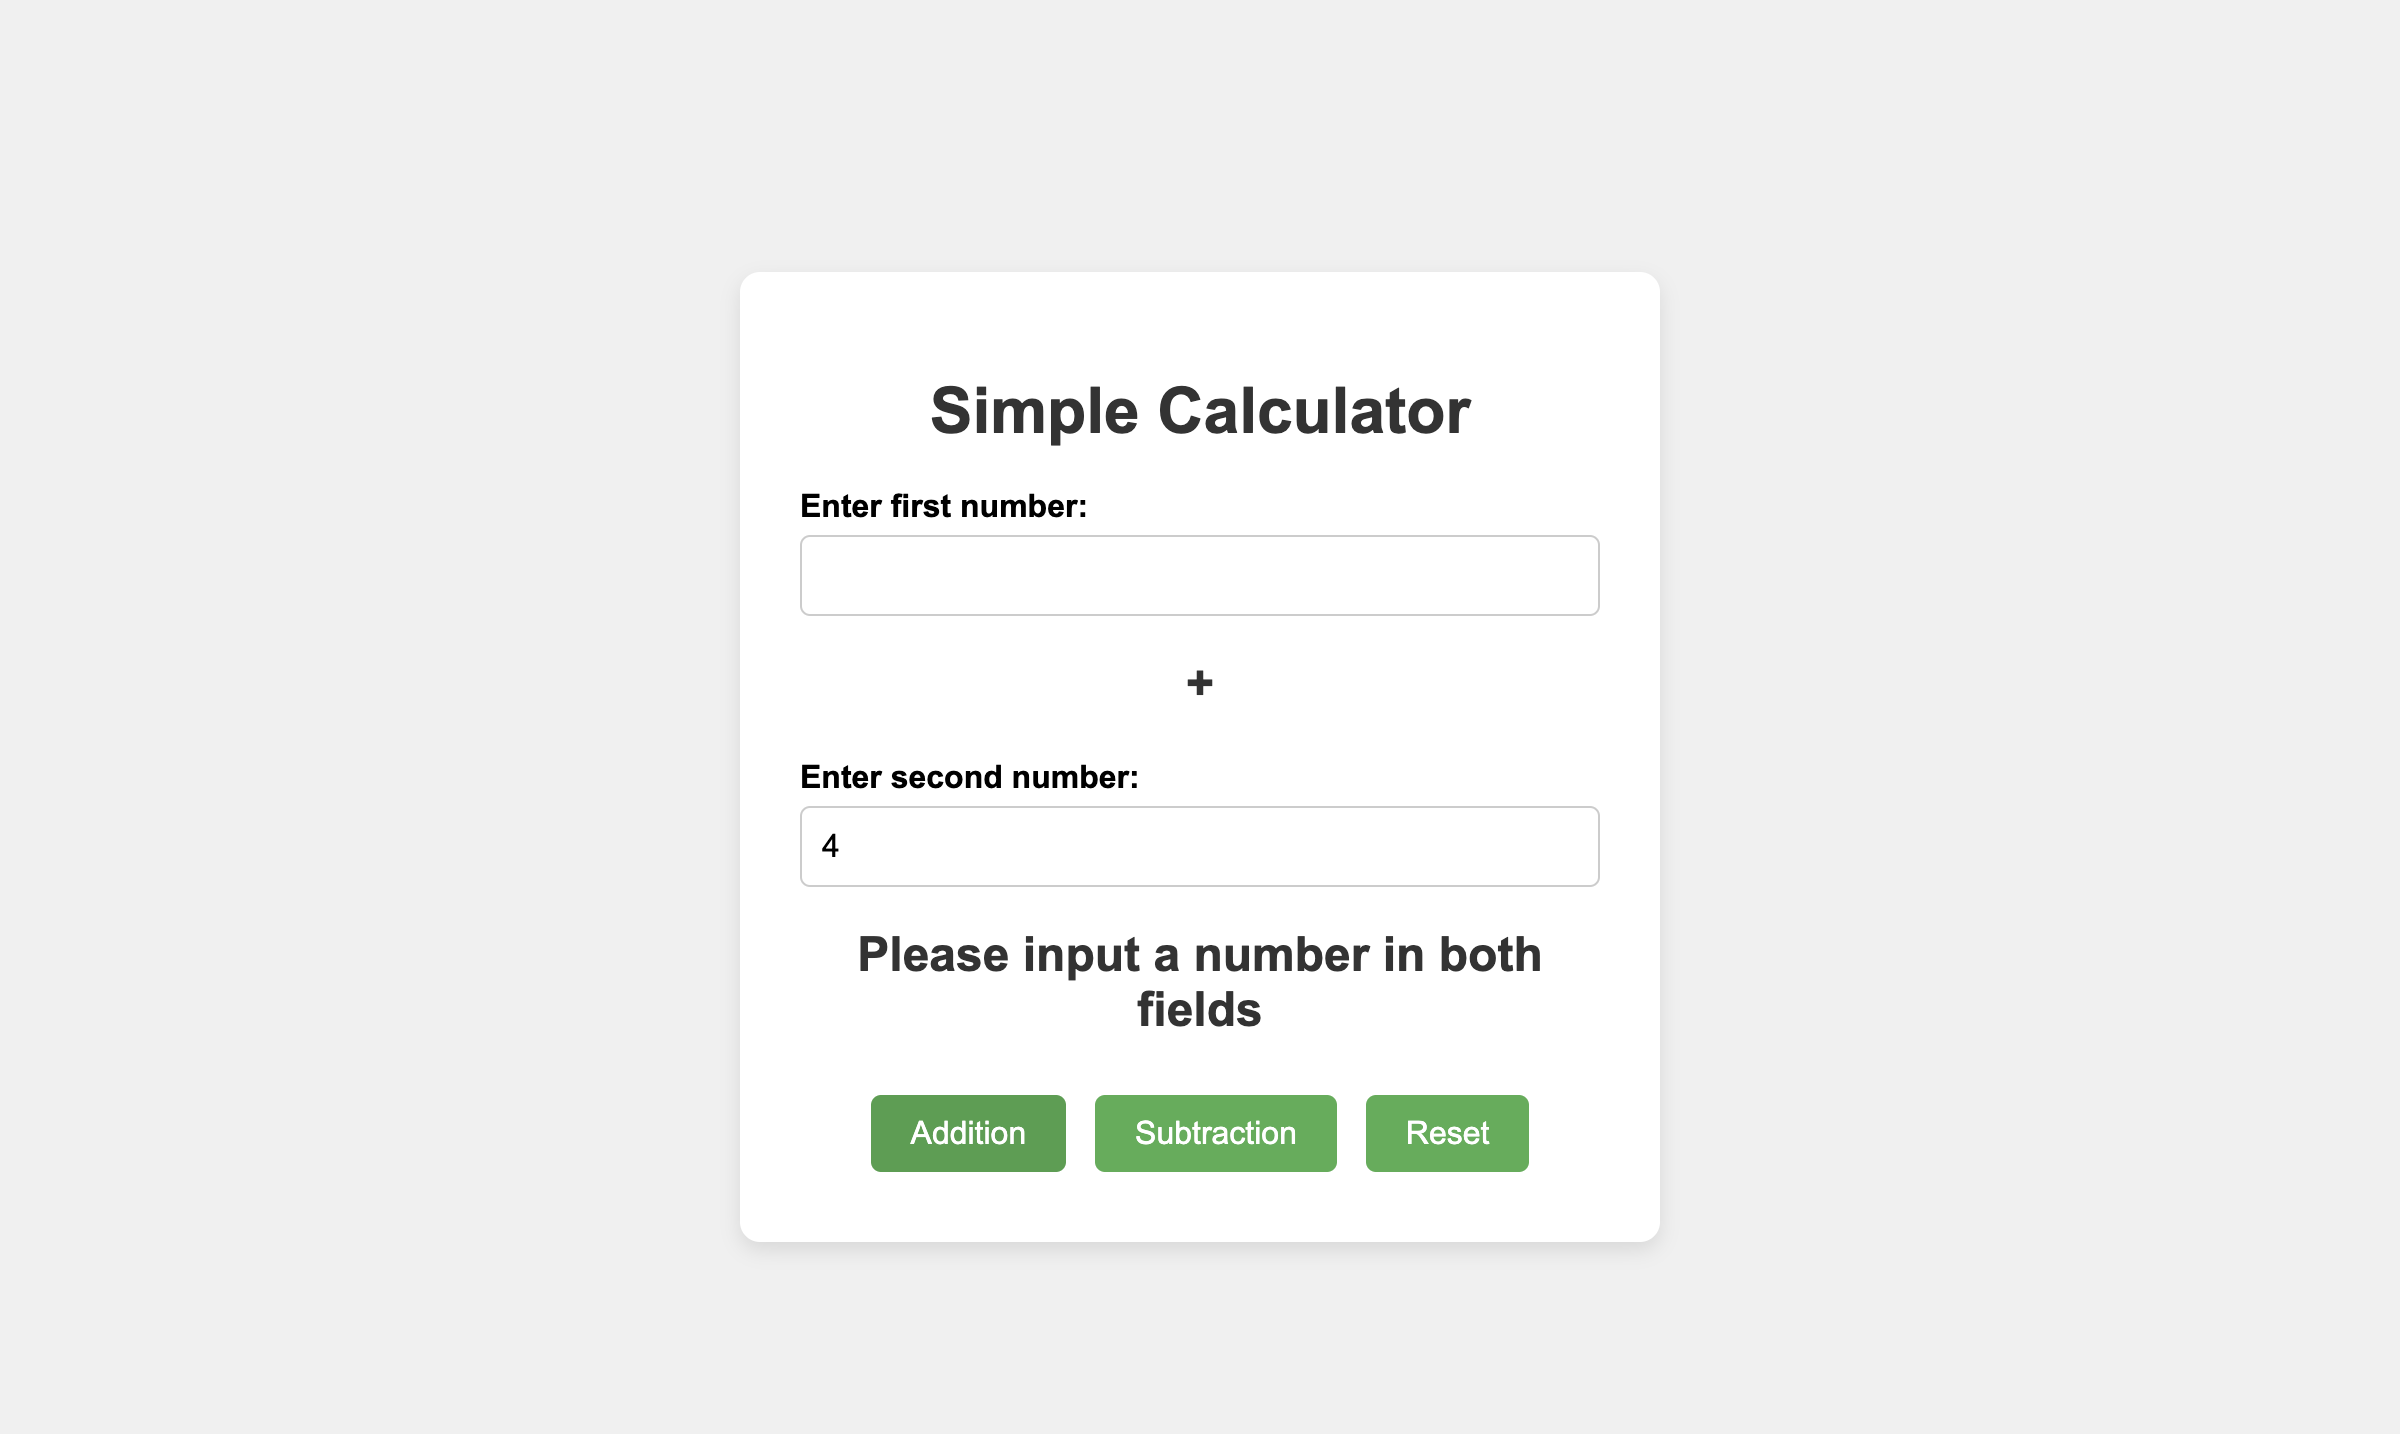 Simple Calculator
Enter first number:
+
Enter second number:
4
Please input a number in both
fields
Addition Subtraction Reset